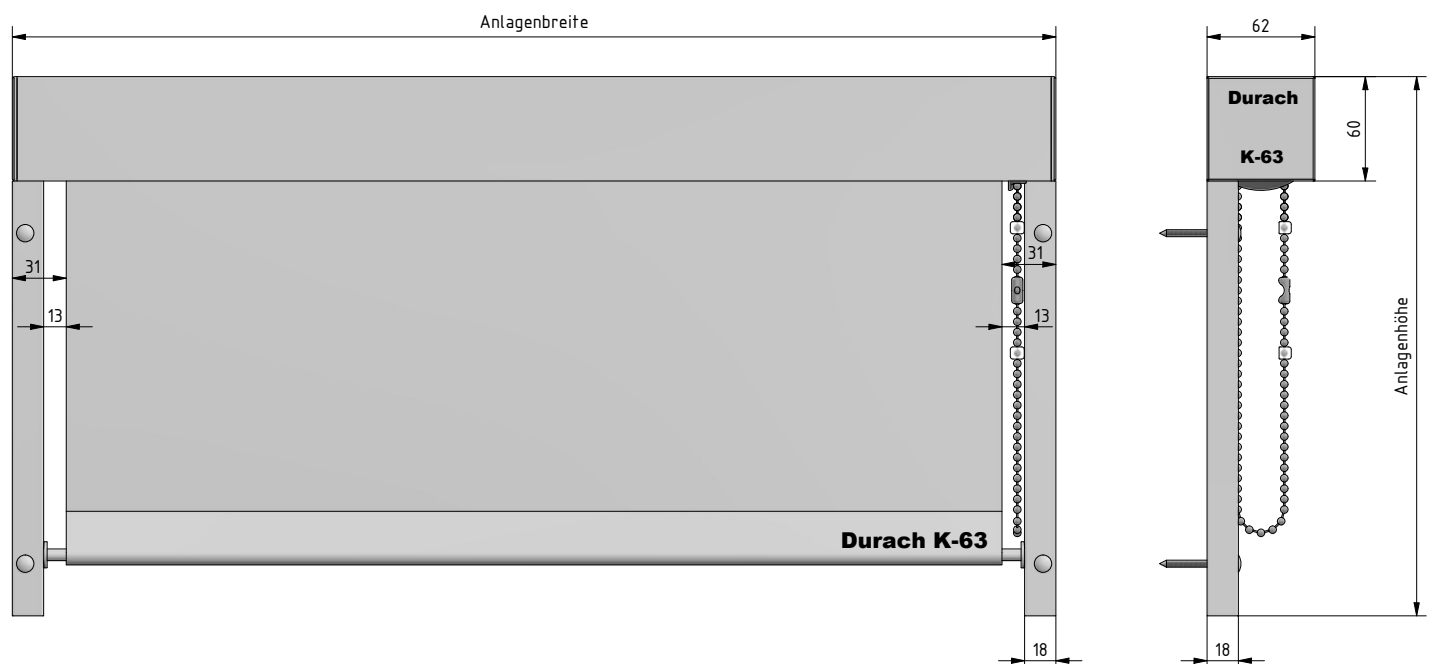 Anlagenbreite
62
Durach
K-63
60
31
31
13
13
Anlagenhöhe
Durach K-63
18
18